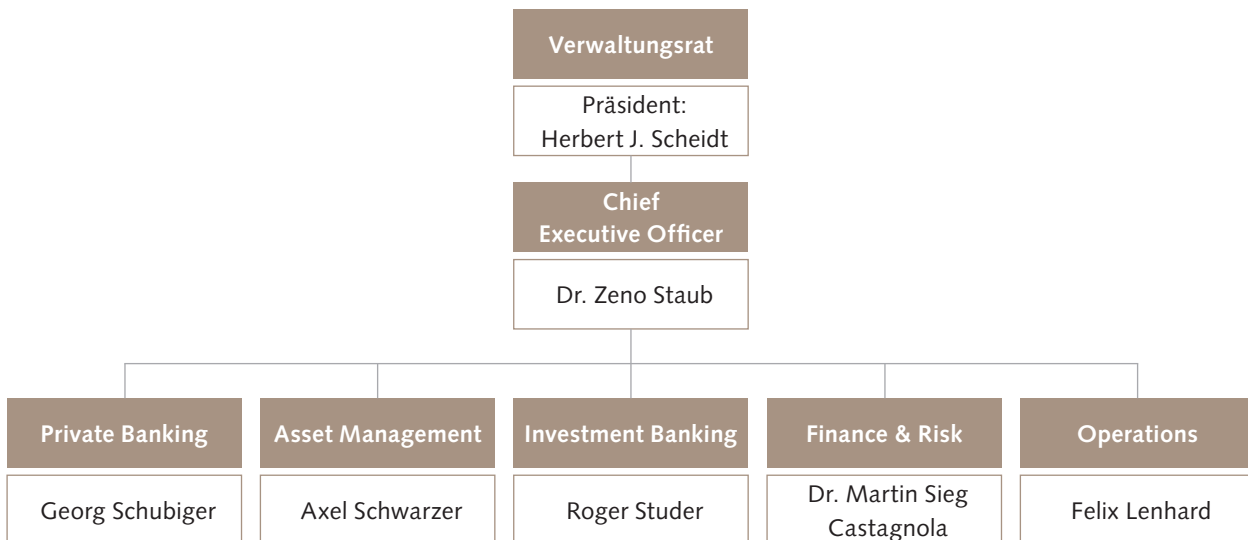 Verwaltungsrat
Präsident:
Herbert J. Scheidt
Chief
Executive Officer
Dr. Zeno Staub
Private Banking
Georg Schubiger
Asset Management
Axel Schwarzer
Investment Banking
Roger Studer
Finance & Risk
Dr. Martin Sieg
Castagnola
Operations
Felix Lenhard